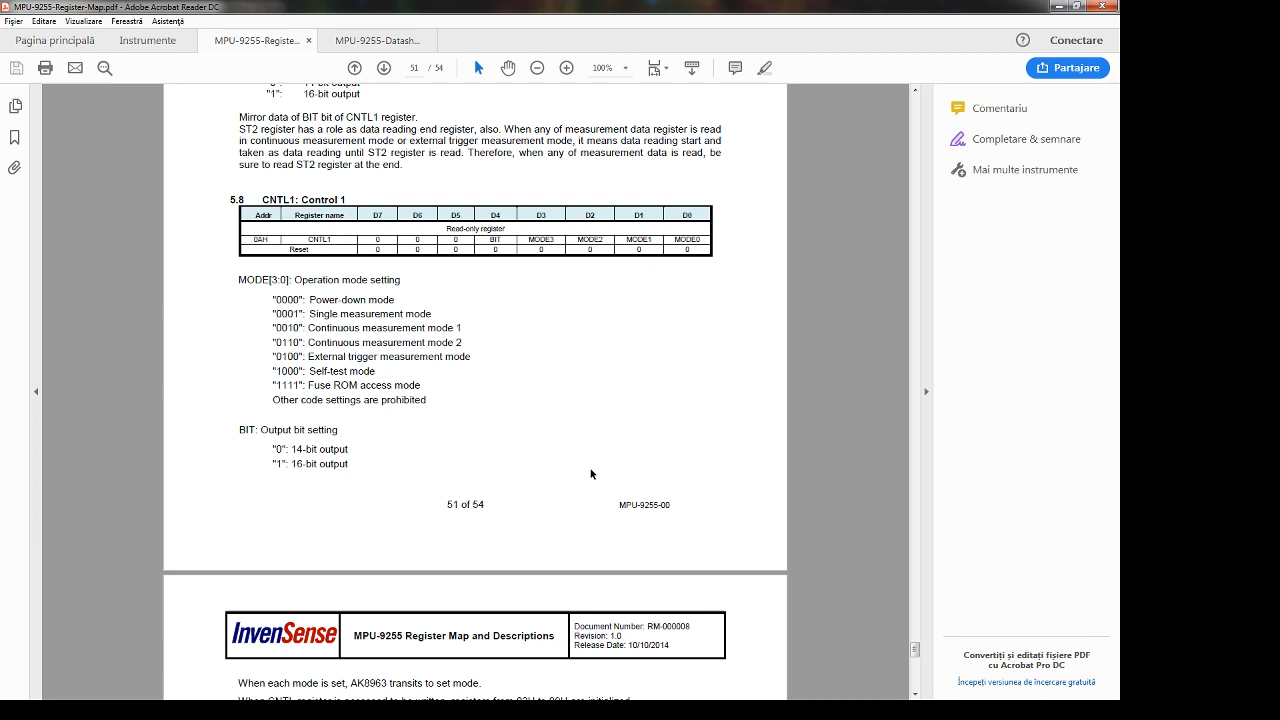 MPU-9255-Register-Map.pdf - Adobe Acrobat Reader DC
Fișier Editare Vizualizare Fereastră Asistență
Pagina principală Instrumente MPU-9255-Registe... × MPU-9255-Datash... Conectare
51 / 54 100% Partajare
"1": 16-bit output
Mirror data of BIT bit of CNTL1 register.
ST2 register has a role as data reading end register, also. When any of measurement data register is read
in continuous measurement mode or external trigger measurement mode, it means data reading start and
taken as data reading until ST2 register is read. Therefore, when any of measurement data is read, be
sure to read ST2 register at the end.
5.8 CNTL1: Control 1
Addr Register name D7 D6 D5 D4 D3 D2 D1 D0
Read-only register
0AH CNTL1 0 0 0 BIT MODE3 MODE2 MODE1 MODE0
Reset 0 0 0 0 0 0 0 0
MODE[3:0]: Operation mode setting
"0000": Power-down mode
"0001": Single measurement mode
"0010": Continuous measurement mode 1
"0110": Continuous measurement mode 2
"0100": External trigger measurement mode
"1000": Self-test mode
"1111": Fuse ROM access mode
Other code settings are prohibited
BIT: Output bit setting
"0": 14-bit output
"1": 16-bit output
51 of 54 MPU-9255-00
InvenSense MPU-9255 Register Map and Descriptions
Document Number: RM-000008
Revision: 1.0
Release Date: 10/10/2014
When each mode is set, AK8963 transits to set mode.
Comentariu
Completare & semnare
Mai multe instrumente
Convertiți și editați fișiere PDF
cu Acrobat Pro DC
Începeți versiunea de încercare gratuită